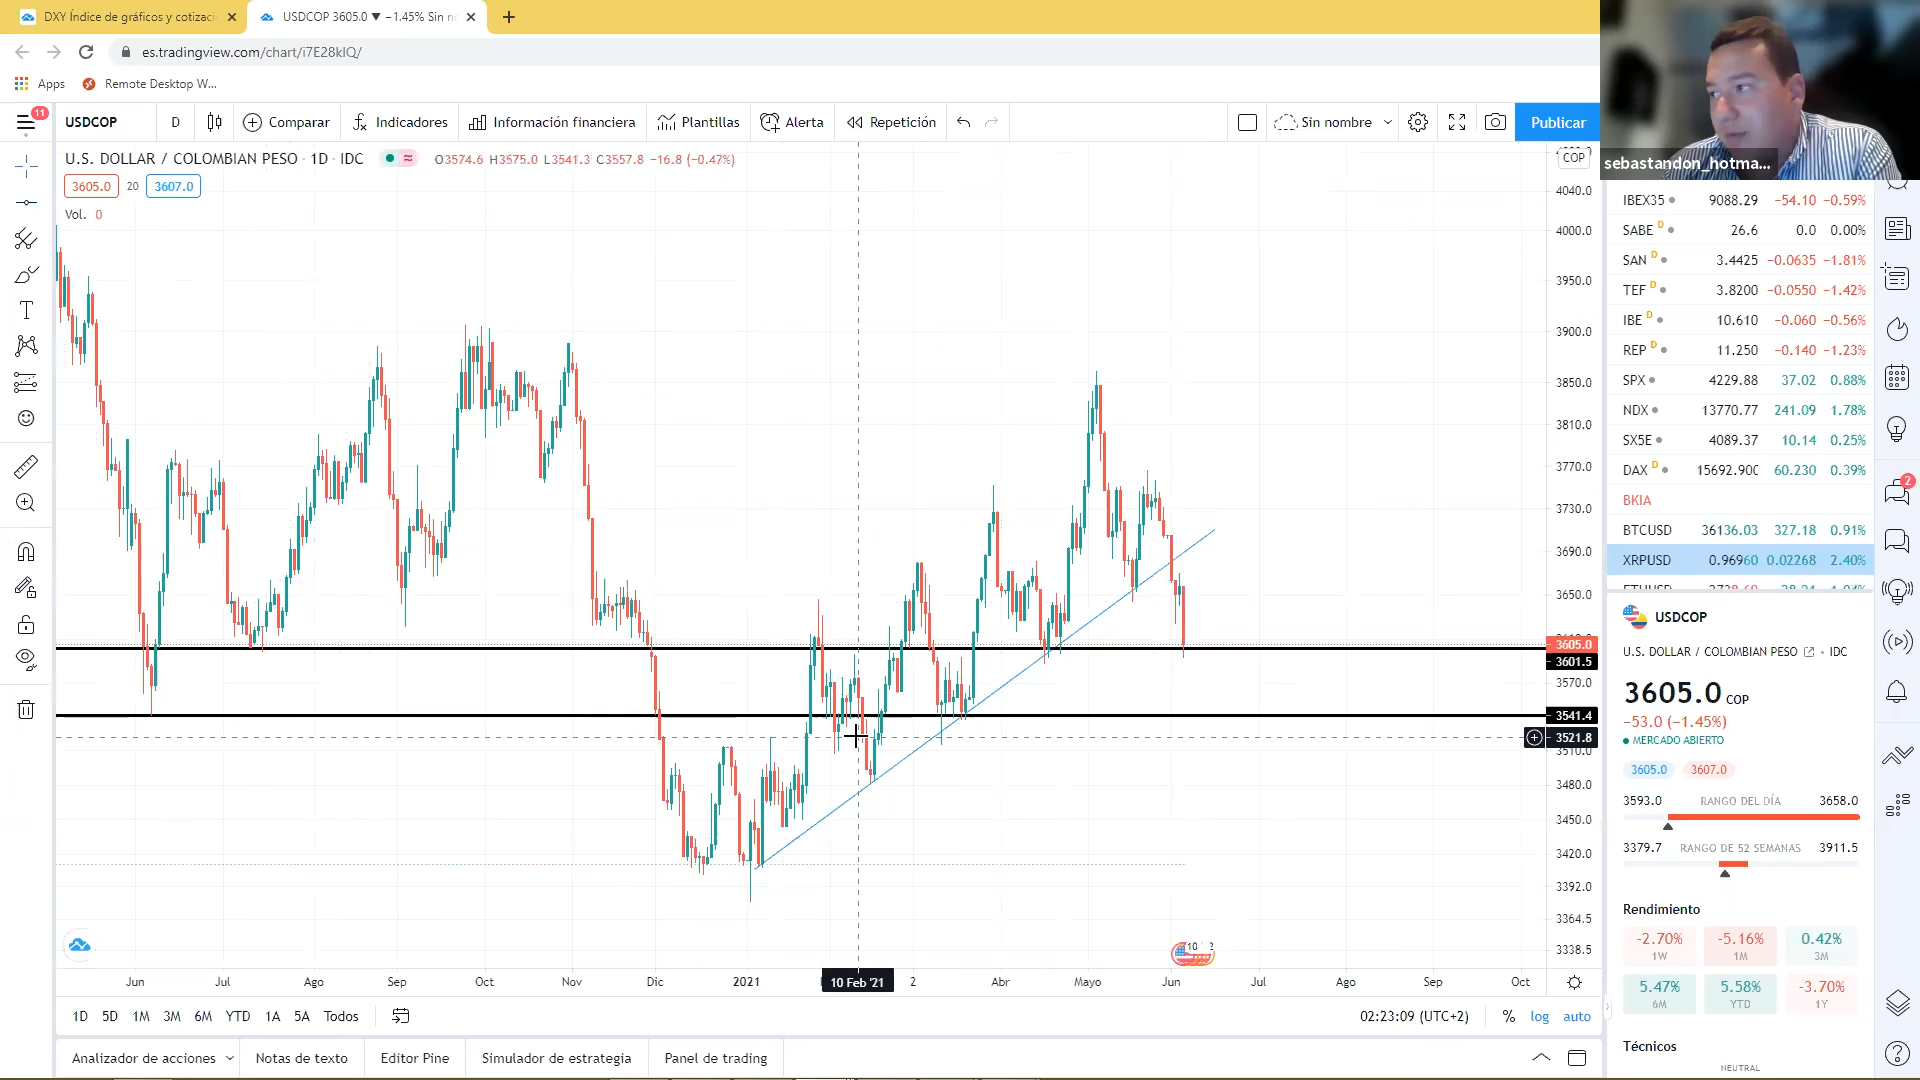 DXY Índice de gráficos y cotizaci
USDCOP 3605.0 ▼ −1.45% Sin n
es.tradingview.com/chart/i7E28kIQ/
Apps
Remote Desktop W...
11
USDCOP
D
Comparar
Indicadores
Información financiera
Plantillas
Alerta
Repetición
Sin nombre
Publicar
sebastandon_hotma...
U.S. DOLLAR / COLOMBIAN PESO · 1D · IDC
O3574.6 H3575.0 L3541.3 C3557.8 −16.8 (−0.47%)
3605.0
20
3607.0
Vol. 0
COP
4040.0
4000.0
3950.0
3900.0
3850.0
3810.0
3770.0
3730.0
3690.0
3650.0
3605.0
3601.5
3570.0
3541.4
3521.8
3510.0
3480.0
3450.0
3420.0
3392.0
3364.5
3338.5
Jun
Jul
Ago
Sep
Oct
Nov
Dic
2021
10 Feb '21
2
Abr
Mayo
Jun
Jul
Ago
Sep
Oct
10 2
1D 5D 1M 3M 6M YTD 1A 5A Todos
02:23:09 (UTC+2)
%
log
auto
Analizador de acciones
Notas de texto
Editor Pine
Simulador de estrategia
Panel de trading
IBEX35 9088.29 −54.10 −0.59%
SABE D 26.6 0.0 0.00%
SAN D 3.4425 −0.0635 −1.81%
TEF D 3.8200 −0.0550 −1.42%
IBE D 10.610 −0.060 −0.56%
REP D 11.250 −0.140 −1.23%
SPX 4229.88 37.02 0.88%
NDX 13770.77 241.09 1.78%
SX5E 4089.37 10.14 0.25%
DAX D 15692.900 60.230 0.39%
BKIA
BTCUSD 36136.03 327.18 0.91%
XRPUSD 0.96960 0.02268 2.40%
2
USDCOP
U.S. DOLLAR / COLOMBIAN PESO · IDC
3605.0 COP
−53.0 (−1.45%)
MERCADO ABIERTO
3605.0 3607.0
3593.0 RANGO DEL DÍA 3658.0
3379.7 RANGO DE 52 SEMANAS 3911.5
Rendimiento
-2.70% -5.16% 0.42%
1W 1M 3M
5.47% 5.58% -3.70%
6M YTD 1Y
Técnicos
NEUTRAL